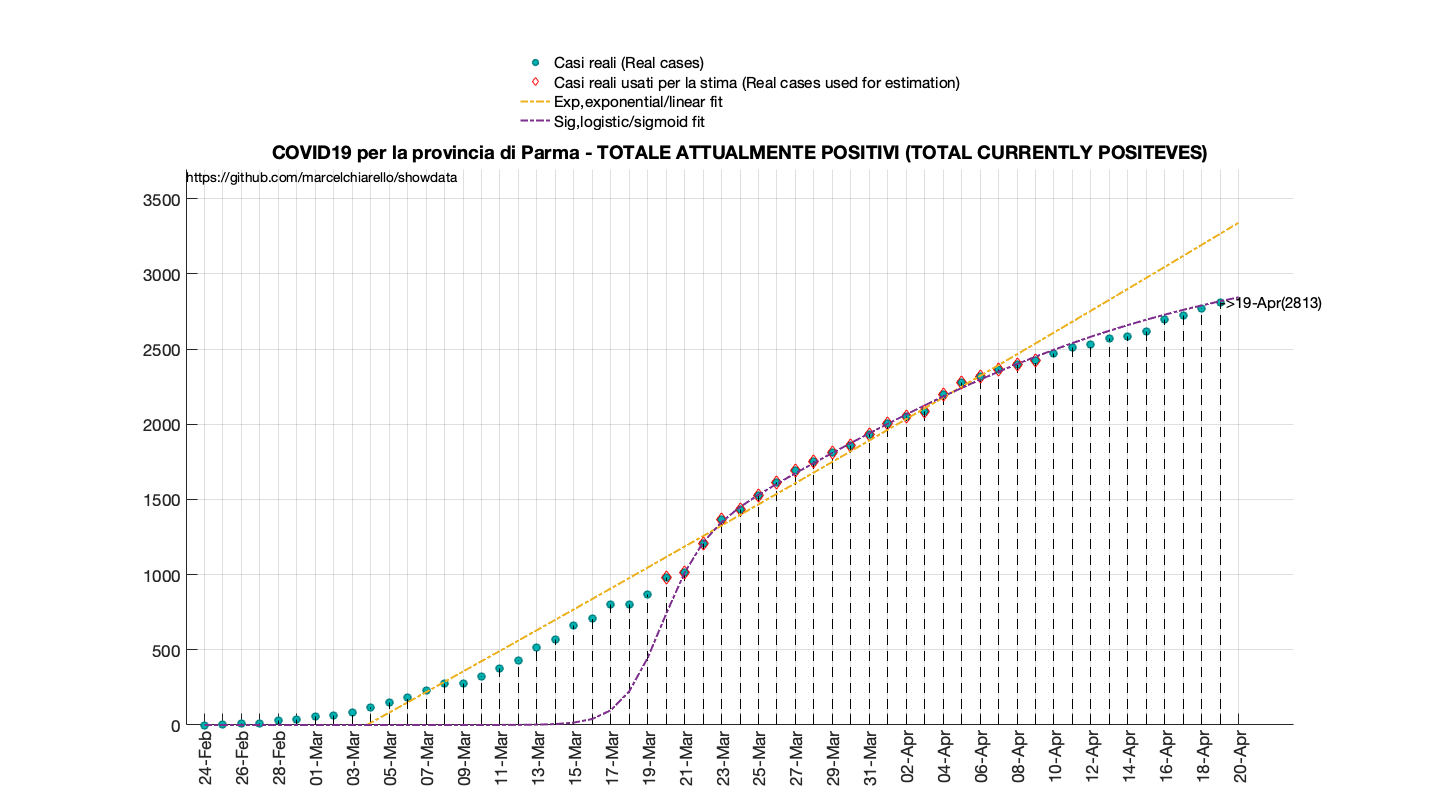 Casi reali (Real cases)
Casi reali usati per la stima (Real cases used for estimation)
Exp,exponential/linear fit
Sig,logistic/sigmoid fit
COVID19 per la provincia di Parma - TOTALE ATTUALMENTE POSITIVI (TOTAL CURRENTLY POSITEVES)
https://github.com/marcelchiarello/showdata
3500
3000
2500
2000
1500
1000
500
0
>19-Apr(2813)
24-Feb
26-Feb
28-Feb
01-Mar
03-Mar
05-Mar
07-Mar
09-Mar
11-Mar
13-Mar
15-Mar
17-Mar
19-Mar
21-Mar
23-Mar
25-Mar
27-Mar
29-Mar
31-Mar
02-Apr
04-Apr
06-Apr
08-Apr
10-Apr
12-Apr
14-Apr
16-Apr
18-Apr
20-Apr